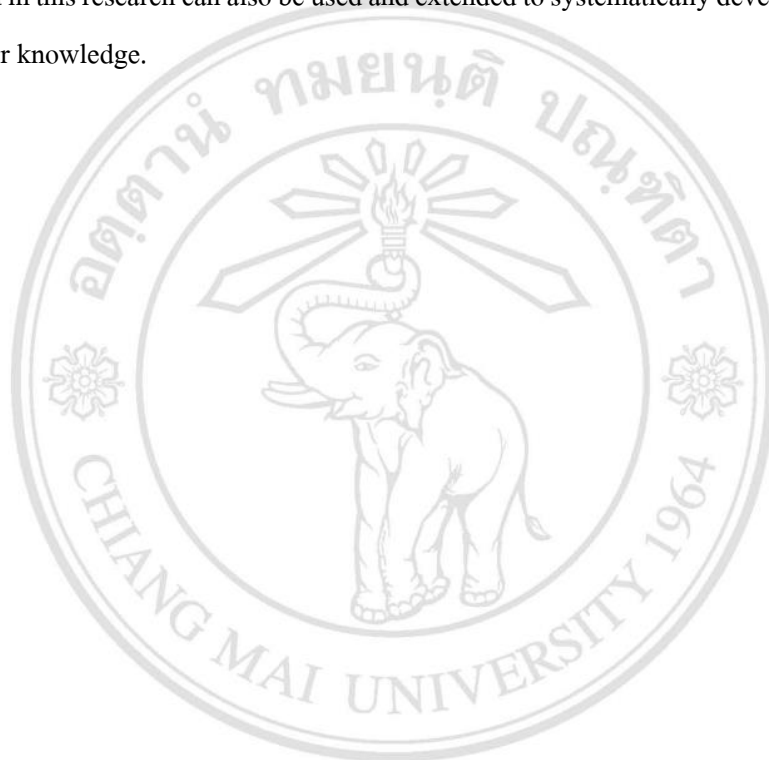 in this research can also be used and extended to systematically deve
r knowledge.
อตฺตานํ ทมยนฺติ ปณฺฑิตา
CHIANG MAI UNIVERSITY 1964